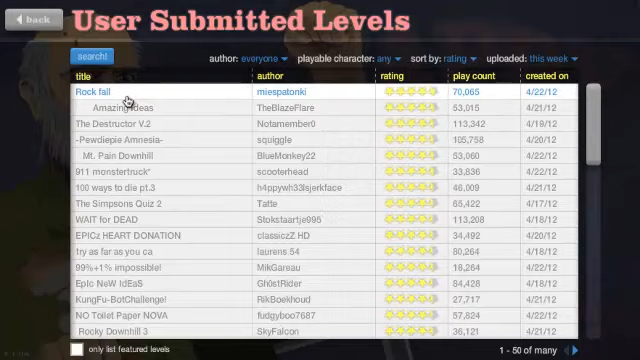 back
User Submitted Levels
search!
author: everyone playable character: any sort by: rating uploaded: this week
title author rating play count created on
Rock fall miespatonki 70,065 4/22/12
Amazing Ideas TheBlazeFlare 53,015 4/21/12
The Destructor V.2 Notamember0 113,342 4/19/12
-Pewdiepie Amnesia- squiggle 105,758 4/20/12
Mt. Pain Downhill BlueMonkey22 53,060 4/22/12
911 monstertruck* scooterhead 33,836 4/22/12
100 ways to die pt.3 46,009 4/21/12
The Simpsons Quiz 2 Tatte 65,422 4/17/12
WAIT for DEAD Stokstaartje995 113,208 4/18/12
EPICz HEART DONATION classiczZ HD 34,492 4/20/12
try as far as you ca laurens 54 80,264 4/18/12
99%+1% impossible! MikGareau 16,264 4/22/12
EpIc NeW IdEaS Gh0stRider 84,428 4/18/12
KungFu-BotChallenge! RikBoekhoud 27,717 4/21/12
NO Toilet Paper NOVA fudgyboo7687 57,824 4/22/12
Rocky Downhill 3 SkyFalcon 36,121 4/21/12
only list featured levels
1 - 50 of many